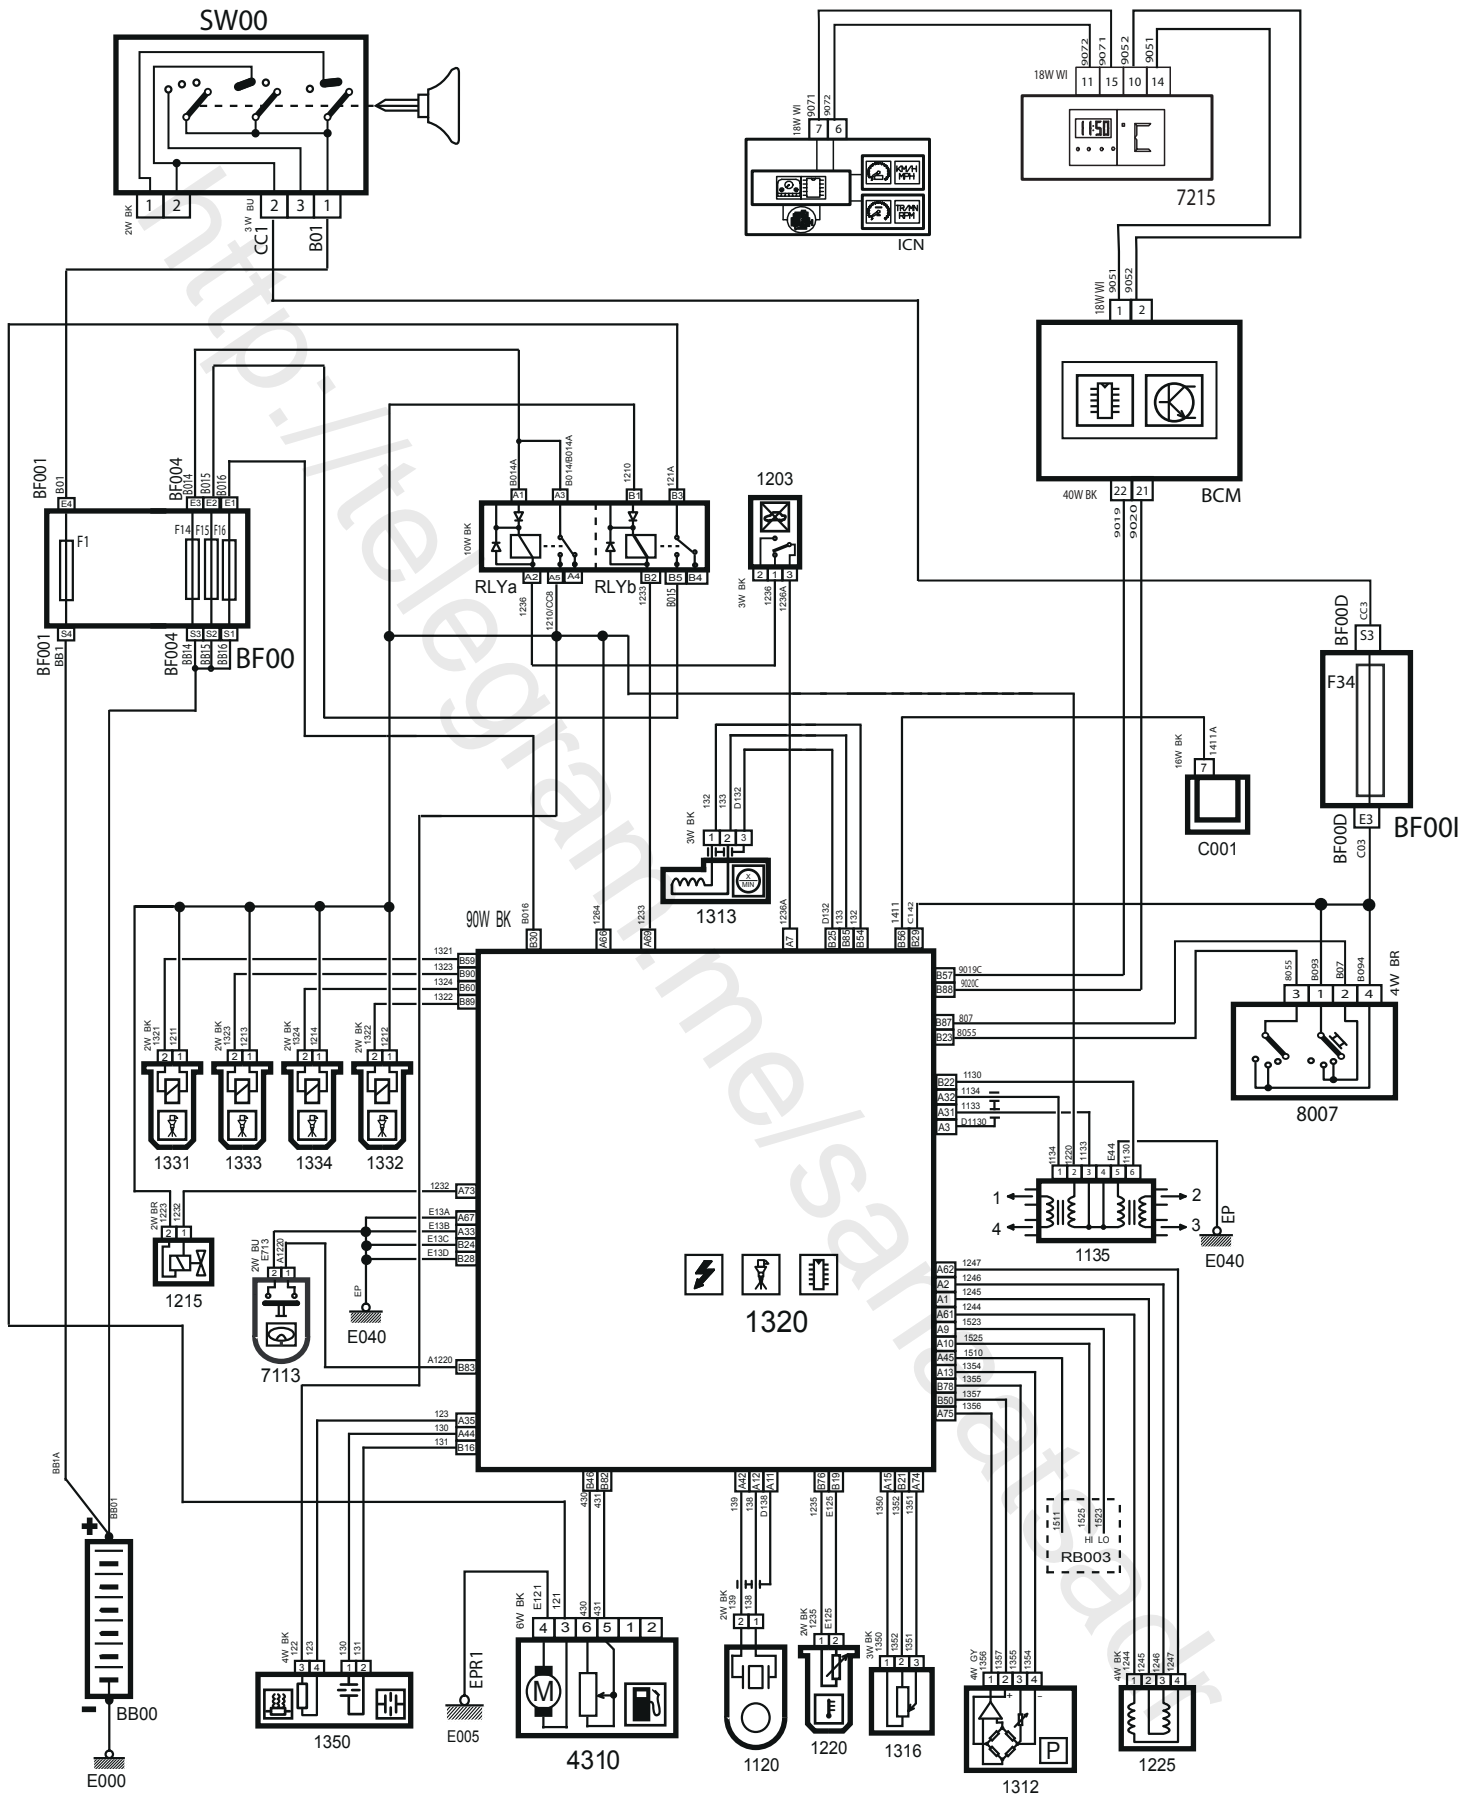 SW00
1 2
2 3 1
2W BK
3 W BU
CC1
B01
9072 9071 9052 9051
18W WI
11 15 10 14
11:50
°C
7215
18W WI
9071
9072
7 6
KM/H
MPH
TR/MN
RPM
ICN
9051
9052
18W WI
1 2
22 21
40W BK
BCM
9019
9020
BF001
B01
E4
BF004
B014
B015
B016
E3 E2 E1
F1
F14 F15 F16
S4
S3 S2 S1
BF001
BB1
BF004
BB14
BB15
BB16
BF00
B014A
B014/B014A
1210
121A
A1 A3 B1 B3
10W BK
RLYa
A2 A5 A4
RLYb
B2 B5 B4
1236
1210/CC8
1233
B015
1203
2 1 3
3W BK
1236
1236A
BF00D
CC3
S3
F34
E3
BF00D
C03
BF00I
16W BK
1411A
7
C001
132
133
D132
3W BK
1 2 3
X
MIN
1313
90W BK
B016
1264
1233
1236A
D132
133
132
1411
C142
B30 A66 A69 A7 B25 B85 B54 B56 B29
1321 B59
1323 B90
1324 B60
1322 B89
B57 9019C
B88 9020C
B87 807
B23 8055
8055
B093
B07
B094
4W BR
3 1 2 4
8007
2W BK
1321
1211
2 1
1331
2W BK
1323
1213
2 1
1333
2W BK
1324
1214
2 1
1334
2W BK
1322
1212
2 1
1332
B22 1130
A32 1134
A31 1133
A3 D1130
1134
1220
1133
E44
1130
1 2 3 4 5 6
1
4
2
3
1135
EP
E040
1232 A73
E13A A67
E13B A33
E13C B24
E13D B28
2W BR
1223
1232
2 1
1215
2W BU
E713
A1220
2 1
7113
EP
E040
A1220 B83
123 A35
130 A44
131 B16
1320
A62 1247
A2 1246
A1 1245
A61 1244
A9 1523
A10 1525
A45 1510
A13 1354
B78 1355
B50 1357
A75 1356
BB1A
BB01
+
-
BB00
E000
B46 B82
430 431
A42 A12 A11
139 138 D138
B76 B19
1235 E125
A15 B21 A74
1350 1352 1351
1511
1525
1523
HI LO
RB003
4W BK
122
123
130
131
3 4 1 2
1350
EPR1
E005
6W BK
E121
121
430
431
4 3 6 5 1 2
M
4310
2W BK
139
138
2 1
1120
2W BK
1235
E125
1 2
1220
3W BK
1350
1352
1351
1 2 3
1316
4W GY
1356
1357
1355
1354
1 2 3 4
+ -
P
1312
4W BK
1244
1245
1246
1247
1 2 3 4
1225
http://telegram.me/saneatsadr